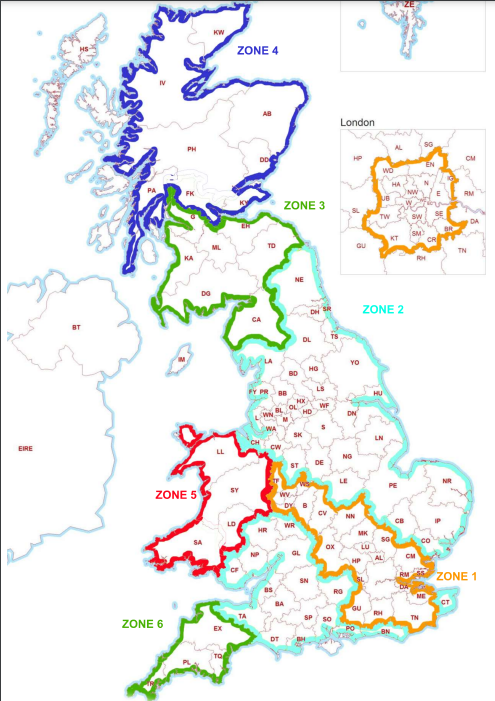 ZE
KW
ZONE 4
HS
IV
AB
London
PH
AL
SG
HP
CM
EN
WD
DD
IG
HA
N
NW
E
RM
PA
FK
UB
W
KY
SL
TW
SW
SE
DA
ZONE 3
BR
G
EH
KT
SM
CR
GU
TN
RH
ML
TD
KA
NE
DG
ZONE 2
SR
CA
DH
BT
TS
DL
IM
LA
YO
HG
BD
FY
PR
BB
LS
HU
HX
WF
BL
OL
HD
DN
WN
L
M
WA
S
LN
CH
CW
SK
EIRE
LL
ST
DE
NG
NR
TF
LE
PE
SY
WS
ZONE 5
WV
DY
B
CV
NN
CB
IP
LD
WR
HR
MK
SG
CO
SA
OX
LU
NP
GL
HP
AL
CM
CF
SL
RM
SS
ZONE 1
SN
RG
DA
ME
BS
CT
BA
GU
RH
TN
ZONE 6
TA
SP
SO
EX
PO
BN
DT
BH
TQ
PL
TR